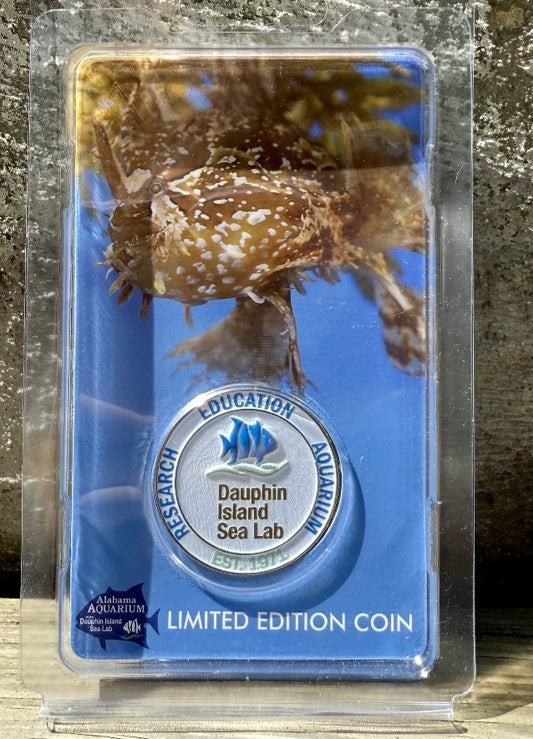 EDUCATION
RESEARCH
AQUARIUM
Dauphin
Island
Sea Lab
EST. 1971
Alabama
AQUARIUM
Dauphin Island
Sea Lab
LIMITED EDITION COIN